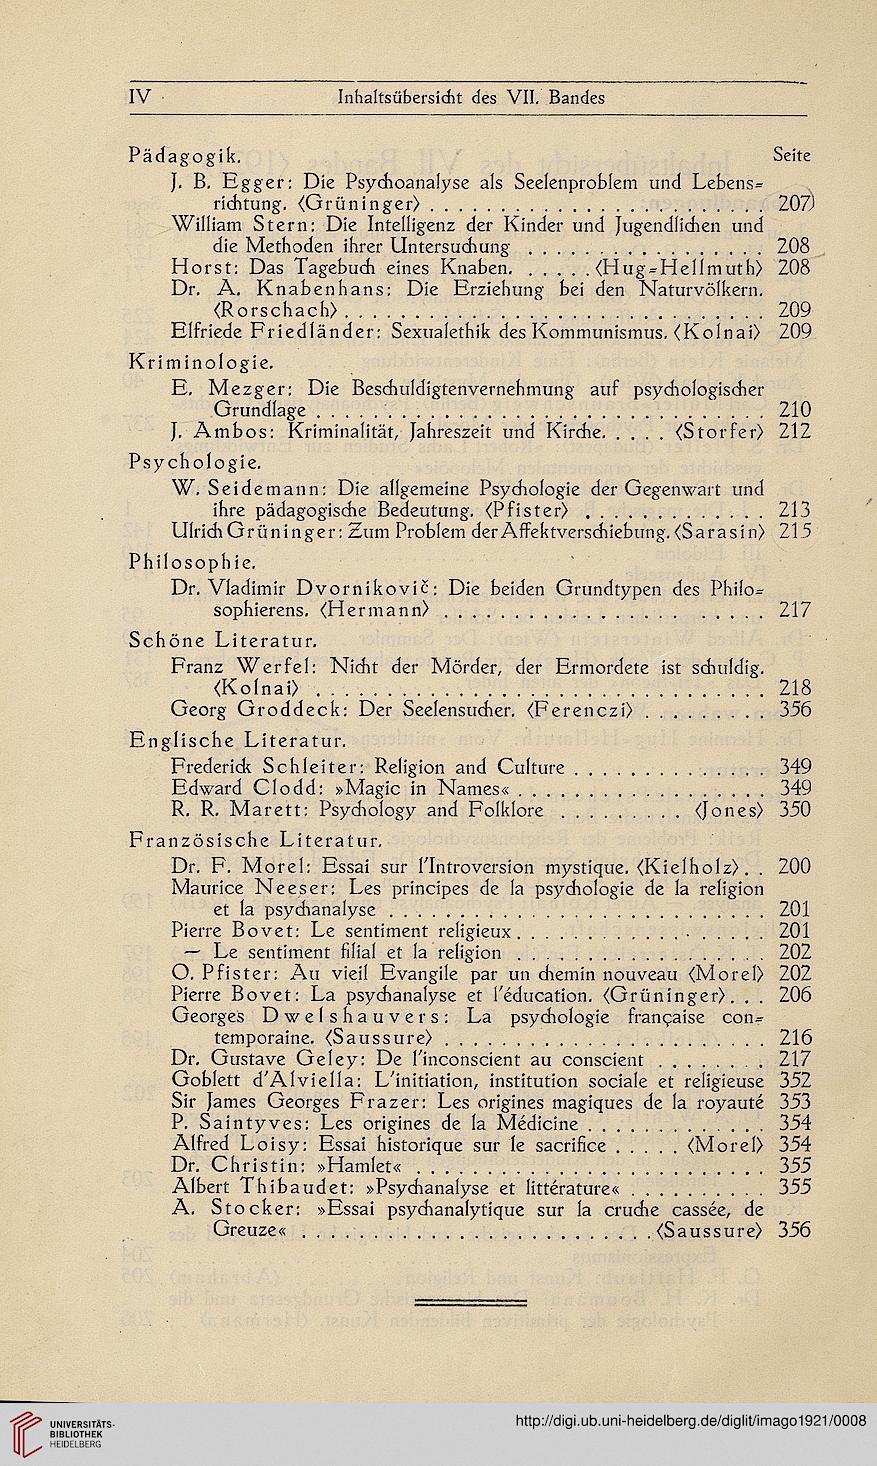 IV Inhaltsübersicht des VII. Bandes
Pädagogik. Seite
J. B. Egger: Die Psychoanalyse als Seelenproblem und Lebens-
richtung. <Grüninger> . . . . . . . . . . . . . . . . . . . . . . . . 207
William Stern: Die Intelligenz der Kinder und Jugendlichen und
die Methoden ihrer Untersuchung . . . . . . . . . . . . . . . . . 208
Horst: Das Tagebuch eines Knaben. . . . . . <Hug-Hellmuth> 208
Dr. A. Knabenhans: Die Erziehung bei den Naturvölkern.
<Rorschach> . . . . . . . . . . . . . . . . . . . . . . . . . . . . . . 209
Elfriede Friedländer: Sexualethik des Kommunismus. <Kolnai> 209
Kriminologie.
E. Mezger: Die Beschuldigtenvernehmung auf psychologischer
Grundlage . . . . . . . . . . . . . . . . . . . . . . . . . . . . . . . . 210
J. Ambos: Kriminalität, Jahreszeit und Kirche. . . . . <Storfer> 212
Psychologie.
W. Seidemann: Die allgemeine Psychologie der Gegenwart und
ihre pädagogische Bedeutung. <Pfister> . . . . . . . . . . . . . 213
Ulrich Grüninger: Zum Problem der Affektverschiebung. <Sarasin> 215
Philosophie.
Dr. Vladimir Dvorniković: Die beiden Grundtypen des Philo-
sophierens. <Hermann> . . . . . . . . . . . . . . . . . . . . . . . 217
Schöne Literatur.
Franz Werfel: Nicht der Mörder, der Ermordete ist schuldig.
<Kolnai> . . . . . . . . . . . . . . . . . . . . . . . . . . . . . . . . 218
Georg Groddeck: Der Seelensucher. <Ferenczi> . . . . . . . . . 356
Englische Literatur.
Frederick Schleiter: Religion and Culture . . . . . . . . . . . . . . 349
Edward Clodd: »Magic in Names« . . . . . . . . . . . . . . . . . . 349
R. R. Marett: Psychology and Folklore . . . . . . . . . <Jones> 350
Französische Literatur.
Dr. F. Morel: Essai sur l'Introversion mystique. <Kielholz> . . 200
Maurice Neeser: Les principes de la psychologie de la religion
et la psychanalyse . . . . . . . . . . . . . . . . . . . . . . . . . . . 201
Pierre Bovet: Le sentiment religieux . . . . . . . . . . . . . . . . . . 201
— Le sentiment filial et la religion . . . . . . . . . . . . . . . . . . 202
O. Pfister: Au vieil Evangile par un chemin nouveau <Morel> 202
Pierre Bovet: La psychanalyse et l'éducation. <Grüninger> . . . 206
Georges Dwelshauvers: La psychologie française con-
temporaine. <Saussure> . . . . . . . . . . . . . . . . . . . . . . . 216
Dr. Gustave Geley: De l'inconscient au conscient . . . . . . . . 217
Goblett d'Alviella: L'initiation, institution sociale et religieuse 352
Sir James Georges Frazer: Les origines magiques de la royauté 353
P. Saintyves: Les origines de la Médicine . . . . . . . . . . . . . 354
Alfred Loisy: Essai historique sur le sacrifice . . . . . <Morel> 354
Dr. Christin: »Hamlet« . . . . . . . . . . . . . . . . . . . . . . . . . 355
Albert Thibaudet: »Psychanalyse et littérature« . . . . . . . . . . 355
A. Stocker: »Essai psychanalytique sur la cruche cassée, de
Greuze« . . . . . . . . . . . . . . . . . . . . . . . . . <Saussure> 356
UNIVERSITÄTS-
BIBLIOTHEK
HEIDELBERG
http://digi.ub.uni-heidelberg.de/diglit/imago1921/0008